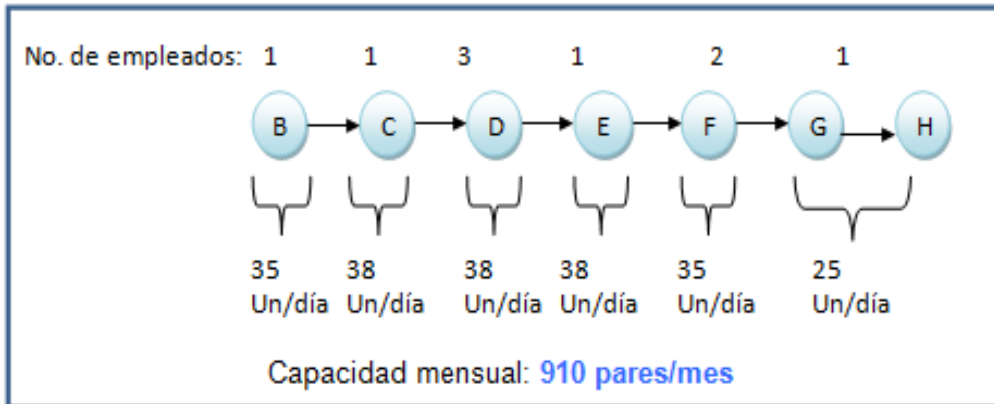 No. de empleados: 1 1 3 1 2 1
B C D E F G H
35 38 38 38 35 25
Un/día Un/día Un/día Un/día Un/día Un/día
Capacidad mensual: 910 pares/mes